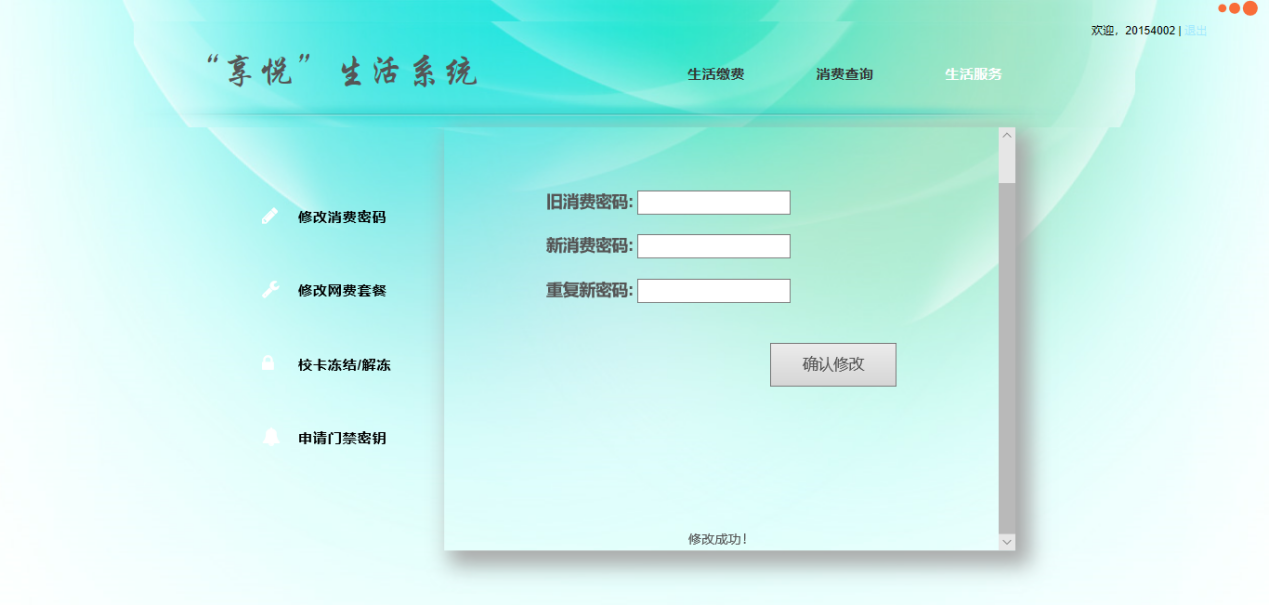 欢迎，20154002 | 退出
“享悦”生活系统
生活缴费 消费查询 生活服务
修改消费密码
修改网费套餐
校卡冻结/解冻
申请门禁密钥
旧消费密码:
新消费密码:
重复新密码:
确认修改
修改成功!